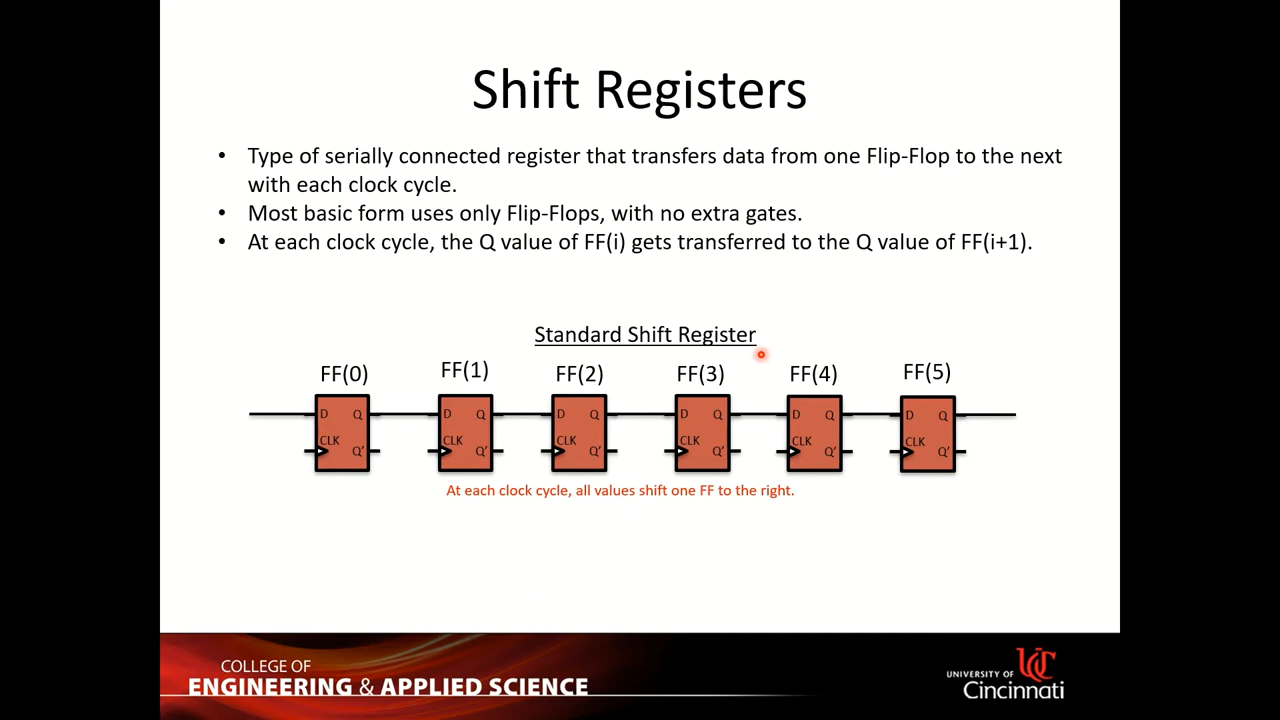 Shift Registers
• Type of serially connected register that transfers data from one Flip-Flop to the next
with each clock cycle.
• Most basic form uses only Flip-Flops, with no extra gates.
• At each clock cycle, the Q value of FF(i) gets transferred to the Q value of FF(i+1).
Standard Shift Register
FF(0) FF(1) FF(2) FF(3) FF(4) FF(5)
D Q D Q D Q D Q D Q D Q
CLK CLK CLK CLK CLK CLK
Q' Q' Q' Q' Q' Q'
At each clock cycle, all values shift one FF to the right.
COLLEGE OF
ENGINEERING & APPLIED SCIENCE
UC
UNIVERSITY OF
Cincinnati